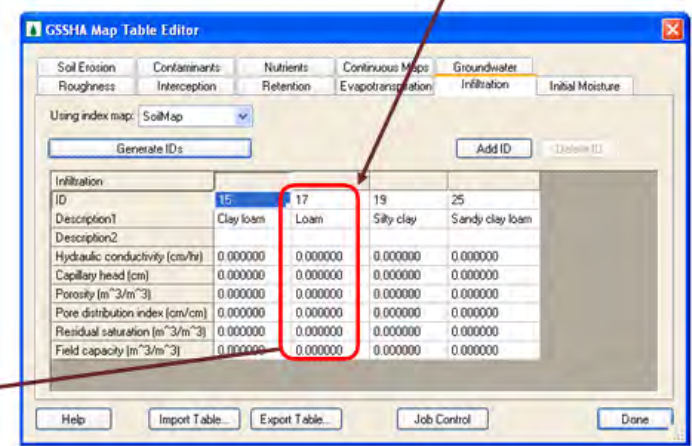 GSSHA Map Table Editor
Soil Erosion Contaminants Nutrients Continuous Maps Groundwater
Roughness Interception Retention Evapotranspiration Infiltration Initial Moisture
Using index map: SoilMap
Generate IDs Add ID Delete ID
Infiltration
ID 15 17 19 25
Description1 Clay loam Loam Silty clay Sandy clay loam
Description2
Hydraulic conductivity (cm/hr) 0.000000 0.000000 0.000000 0.000000
Capillary head (cm) 0.000000 0.000000 0.000000 0.000000
Porosity (m^3/m^3) 0.000000 0.000000 0.000000 0.000000
Pore distribution index (cm/cm) 0.000000 0.000000 0.000000 0.000000
Residual saturation (m^3/m^3) 0.000000 0.000000 0.000000 0.000000
Field capacity (m^3/m^3) 0.000000 0.000000 0.000000 0.000000
Help Import Table... Export Table... Job Control Done